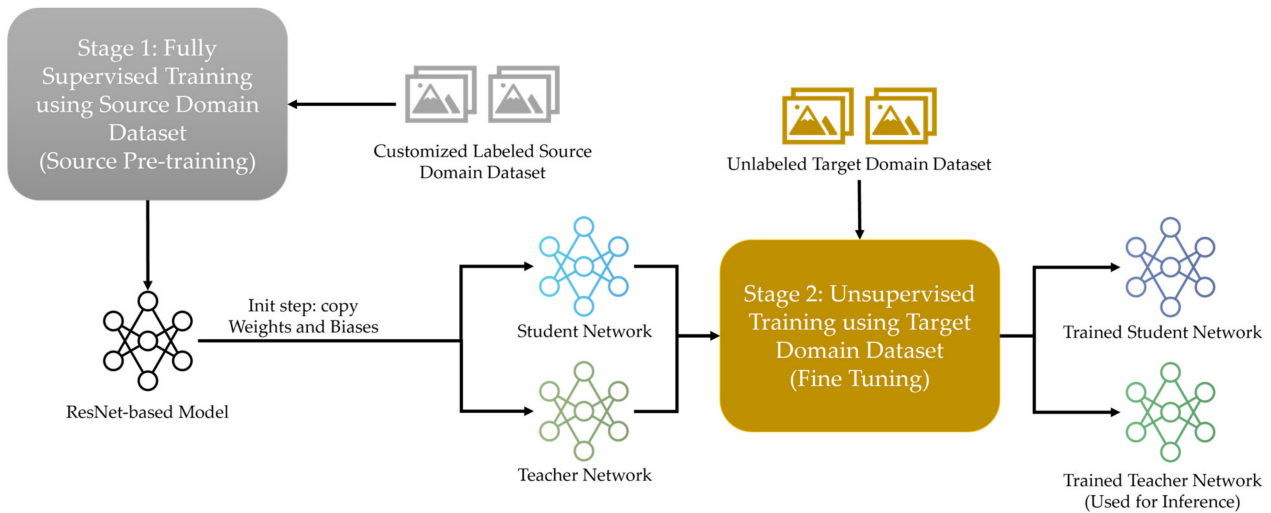 Stage 1: Fully
Supervised Training
using Source Domain
Dataset
(Source Pre-training)
Customized Labeled Source
Domain Dataset
Unlabeled Target Domain Dataset
Init step: copy
Weights and Biases
ResNet-based Model
Student Network
Teacher Network
Stage 2: Unsupervised
Training using Target
Domain Dataset
(Fine Tuning)
Trained Student Network
Trained Teacher Network
(Used for Inference)